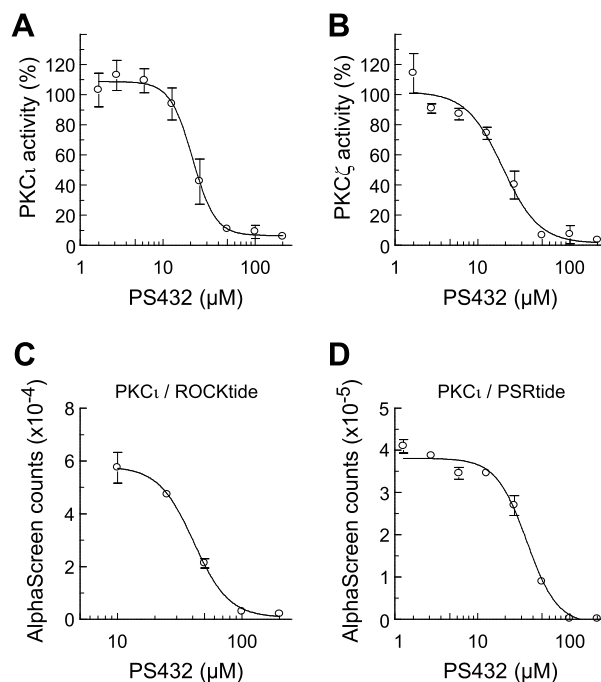 A
PKCι activity (%)
120
100
80
60
40
20
0
1
10
100
PS432 (µM)
B
PKCζ activity (%)
120
100
80
60
40
20
0
1
10
100
PS432 (µM)
C
PKCι / ROCKtide
AlphaScreen counts (x10-4)
8
6
4
2
0
10
100
PS432 (µM)
D
PKCι / PSRtide
AlphaScreen counts (x10-5)
5
4
3
2
1
0
1
10
100
PS432 (µM)